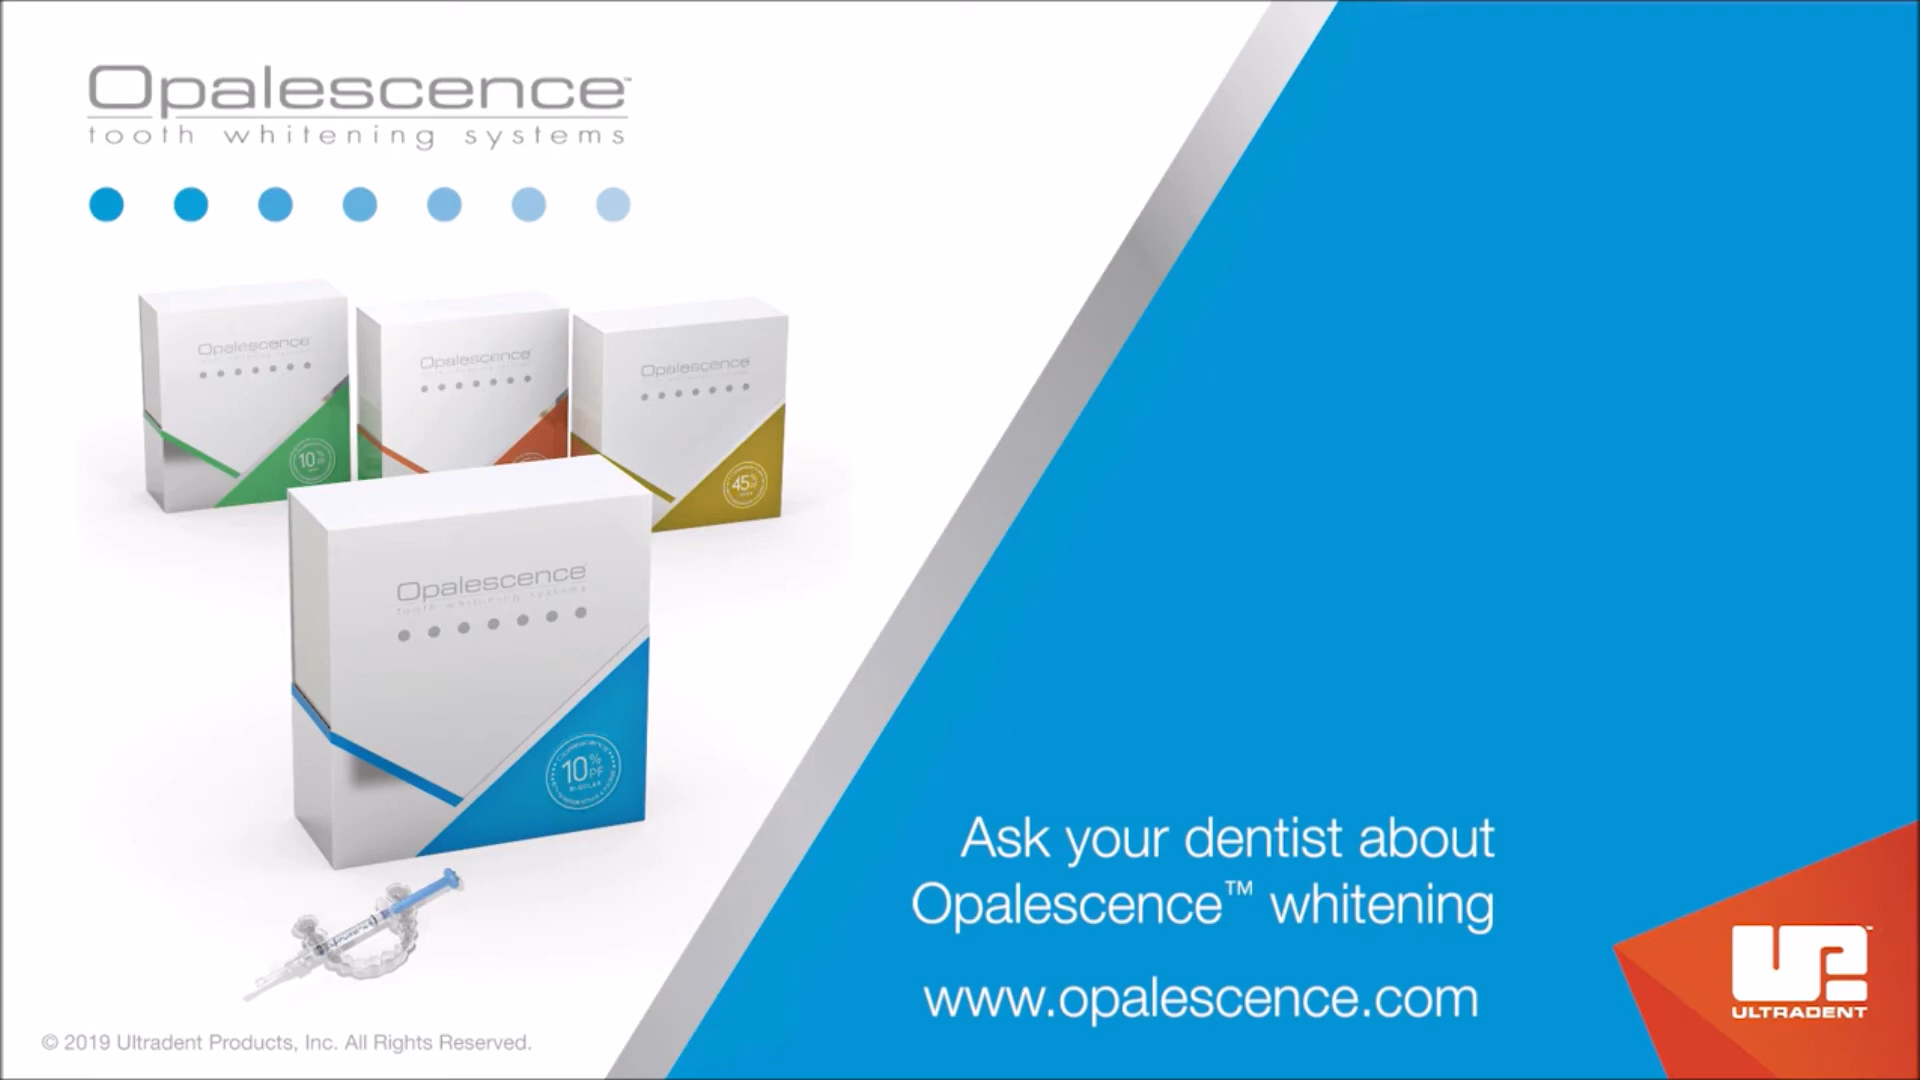 Opalescence™
tooth whitening systems
Opalescence
10%
Opalescence
Opalescence
45%
Opalescence
tooth whitening systems
10%
PF
Ask your dentist about
Opalescence™ whitening
www.opalescence.com
UP™
ULTRADENT
© 2019 Ultradent Products, Inc. All Rights Reserved.